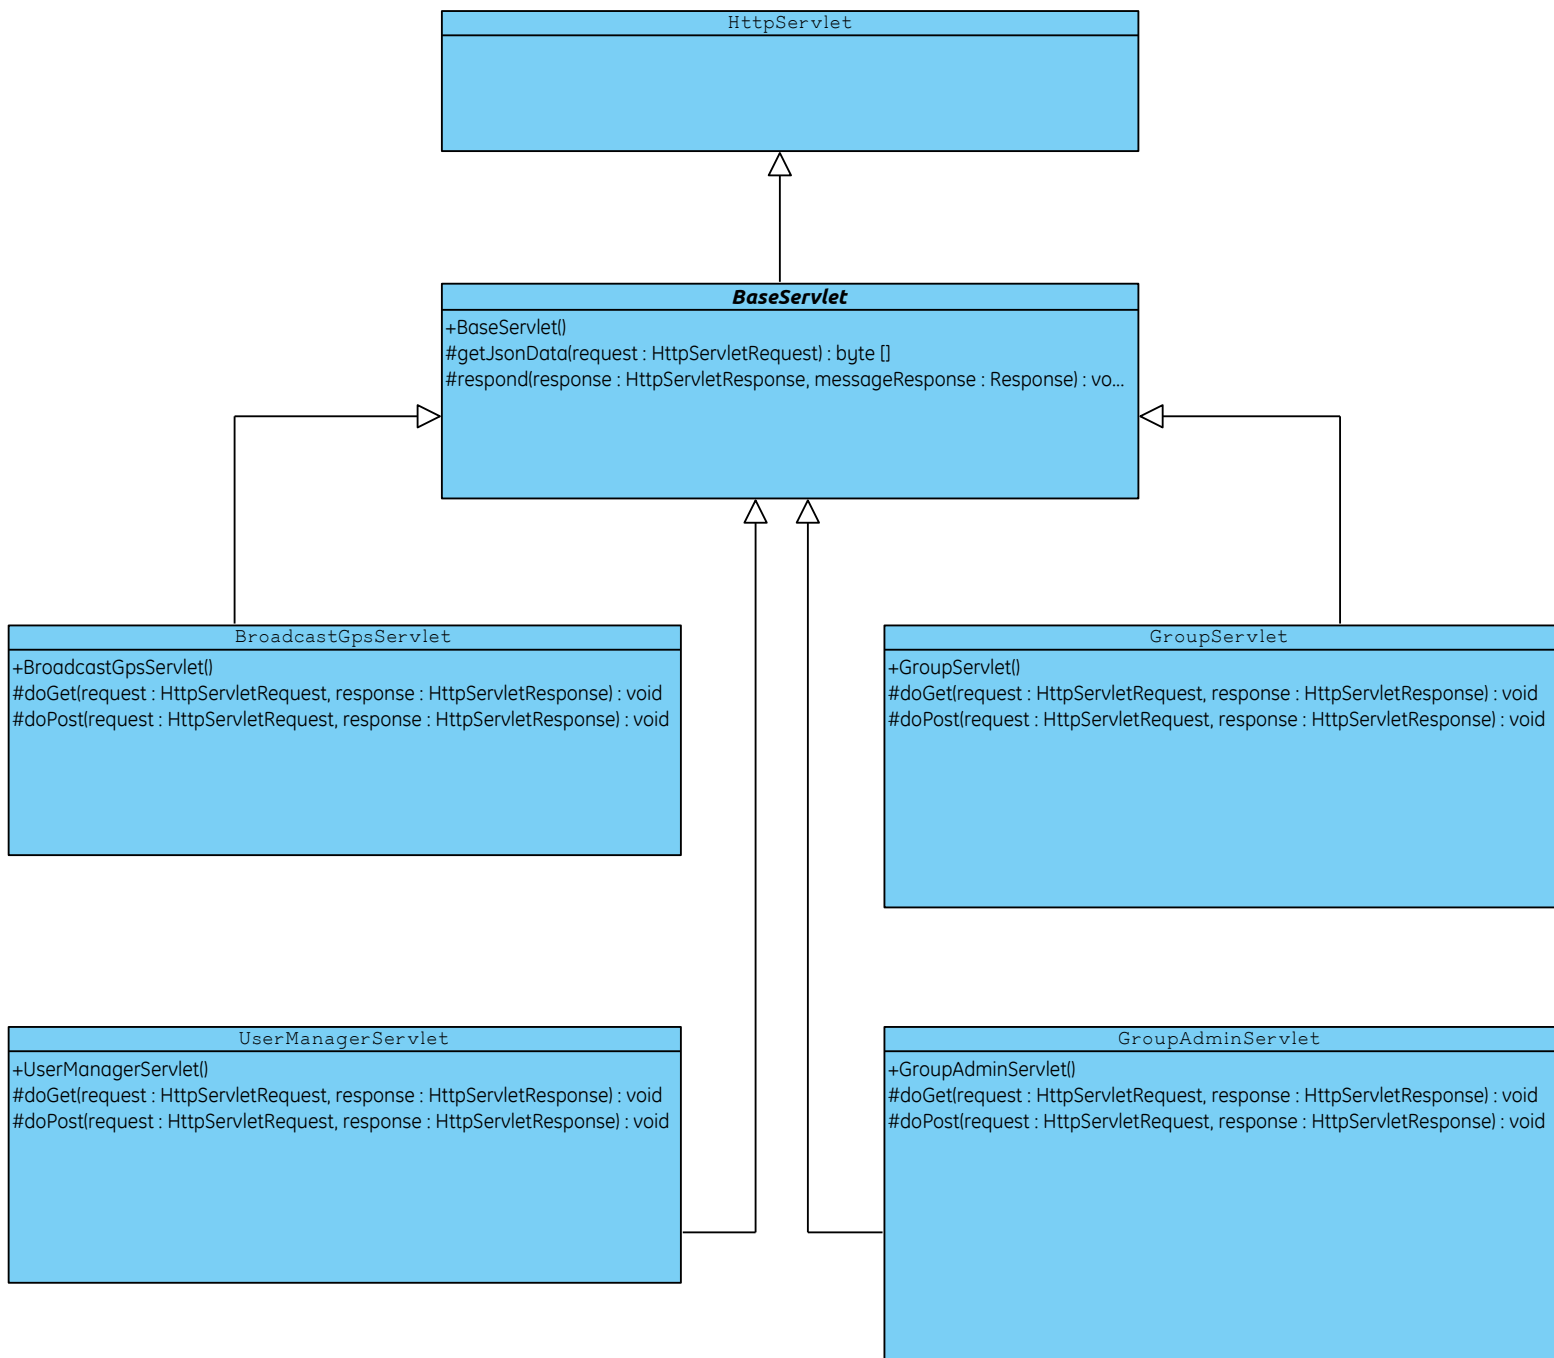 HttpServlet
BaseServlet
+BaseServlet()
#getJsonData(request : HttpServletRequest) : byte []
#respond(response : HttpServletResponse, messageResponse : Response) : vo...
BroadcastGpsServlet
+BroadcastGpsServlet()
#doGet(request : HttpServletRequest, response : HttpServletResponse) : void
#doPost(request : HttpServletRequest, response : HttpServletResponse) : void
GroupServlet
+GroupServlet()
#doGet(request : HttpServletRequest, response : HttpServletResponse) : void
#doPost(request : HttpServletRequest, response : HttpServletResponse) : void
UserManagerServlet
+UserManagerServlet()
#doGet(request : HttpServletRequest, response : HttpServletResponse) : void
#doPost(request : HttpServletRequest, response : HttpServletResponse) : void
GroupAdminServlet
+GroupAdminServlet()
#doGet(request : HttpServletRequest, response : HttpServletResponse) : void
#doPost(request : HttpServletRequest, response : HttpServletResponse) : void